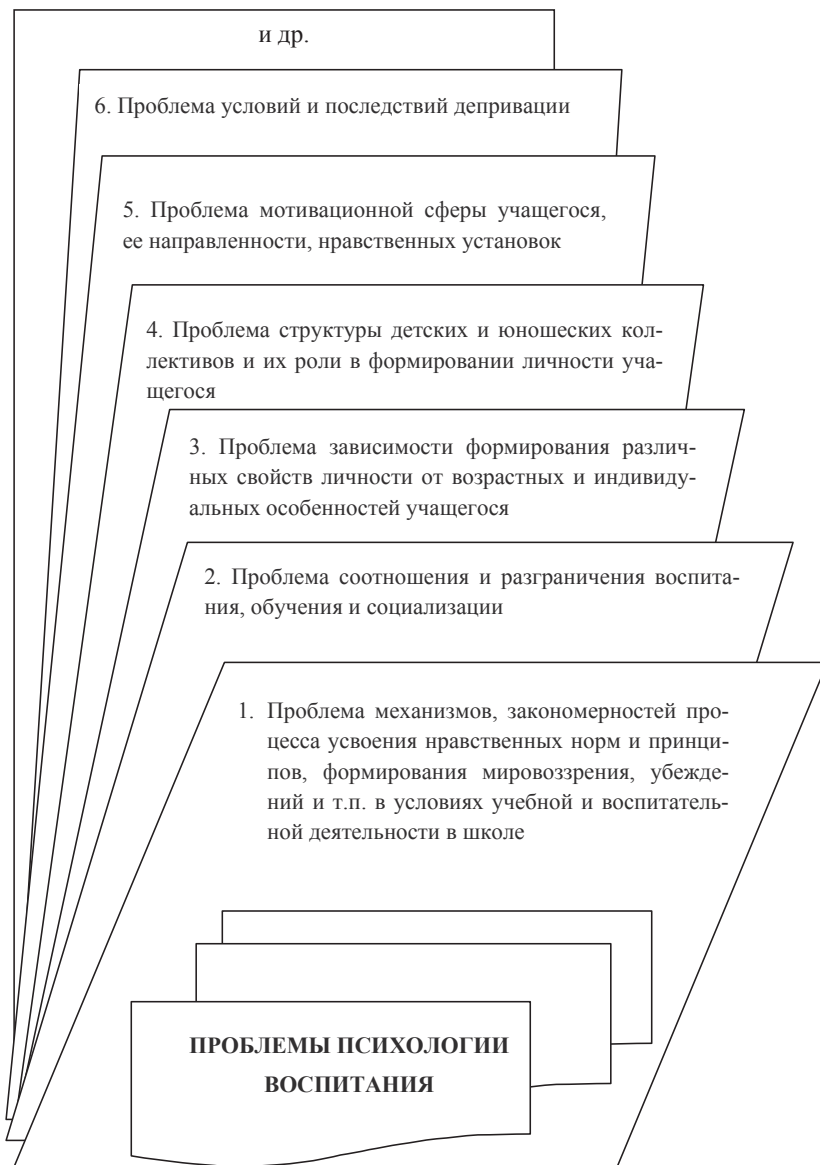 и др.
6. Проблема условий и последствий депривации
5. Проблема мотивационной сферы учащегося,
ее направленности, нравственных установок
4. Проблема структуры детских и юношеских кол-
лективов и их роли в формировании личности уча-
щегося
3. Проблема зависимости формирования различ-
ных свойств личности от возрастных и индивиду-
альных особенностей учащегося
2. Проблема соотношения и разграничения воспита-
ния, обучения и социализации
1. Проблема механизмов, закономерностей про-
цесса усвоения нравственных норм и принци-
пов, формирования мировоззрения, убежде-
ний и т.п. в условиях учебной и воспитатель-
ной деятельности в школе
ПРОБЛЕМЫ ПСИХОЛОГИИ
ВОСПИТАНИЯ